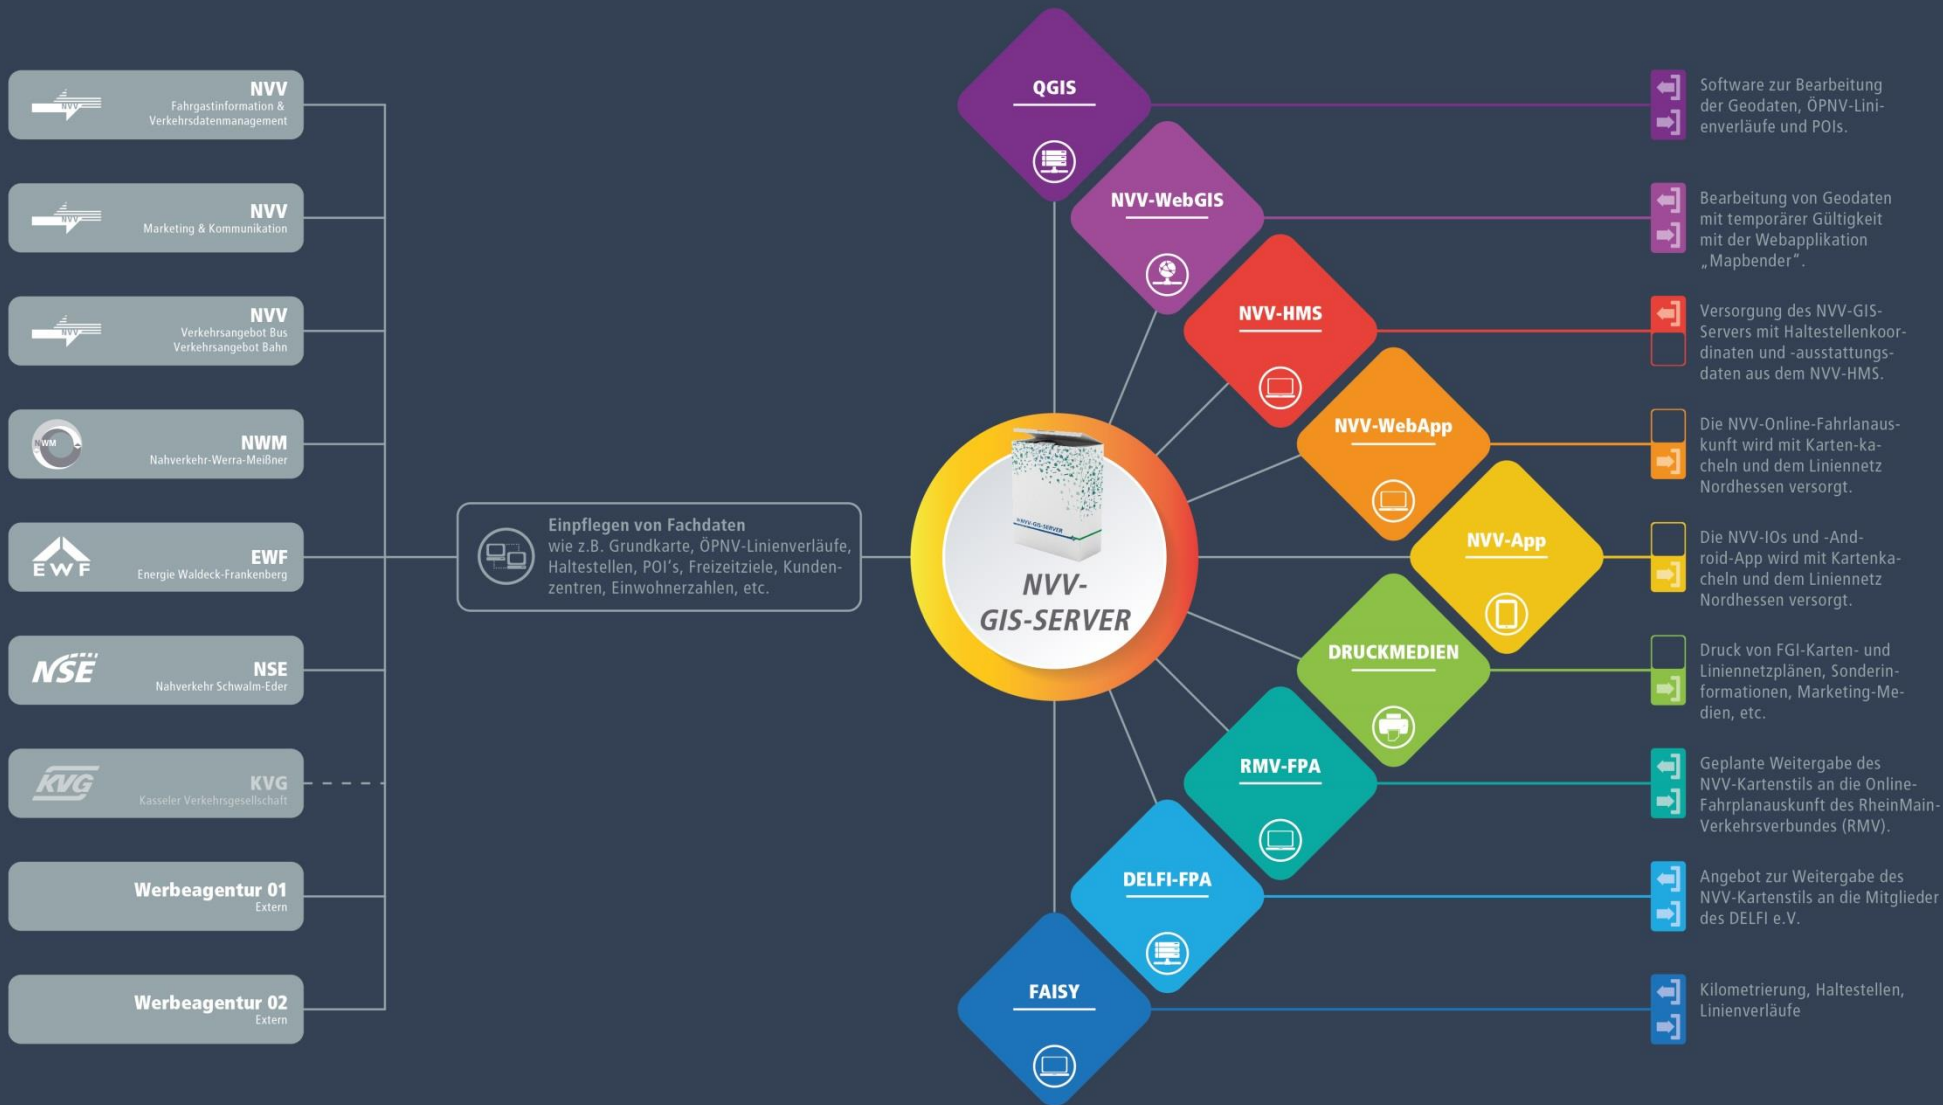 NVV
NVV
Fahrgastinformation &
Verkehrsdatenmanagement
NVV
NVV
Marketing & Kommunikation
NVV
NVV
Verkehrsangebot Bus
Verkehrsangebot Bahn
NWM
NWM
Nahverkehr-Werra-Meißner
EWF
EWF
Energie Waldeck-Frankenberg
NSE
NSE
Nahverkehr Schwalm-Eder
KVG
KVG
Kasseler Verkehrsgesellschaft
Werbeagentur 01
Extern
Werbeagentur 02
Extern
Einpflegen von Fachdaten
wie z.B. Grundkarte, ÖPNV-Linienverläufe,
Haltestellen, POI's, Freizeitziele, Kunden-
zentren, Einwohnerzahlen, etc.
NVV-GIS-SERVER
NVV-
GIS-SERVER
QGIS
Software zur Bearbeitung
der Geodaten, ÖPNV-Lini-
enverläufe und POIs.
NVV-WebGIS
Bearbeitung von Geodaten
mit temporärer Gültigkeit
mit der Webapplikation
„Mapbender“.
NVV-HMS
Versorgung des NVV-GIS-
Servers mit Haltestellenkoor-
dinaten und -ausstattungs-
daten aus dem NVV-HMS.
NVV-WebApp
Die NVV-Online-Fahrlanaus-
kunft wird mit Karten-ka-
cheln und dem Liniennetz
Nordhessen versorgt.
NVV-App
Die NVV-IOs und -And-
roid-App wird mit Kartenka-
cheln und dem Liniennetz
Nordhessen versorgt.
DRUCKMEDIEN
Druck von FGI-Karten- und
Liniennetzplänen, Sonderin-
formationen, Marketing-Me-
dien, etc.
RMV-FPA
Geplante Weitergabe des
NVV-Kartenstils an die Online-
Fahrplanauskunft des RheinMain-
Verkehrsverbundes (RMV).
DELFI-FPA
Angebot zur Weitergabe des
NVV-Kartenstils an die Mitglieder
des DELFI e.V.
FAISY
Kilometrierung, Haltestellen,
Linienverläufe